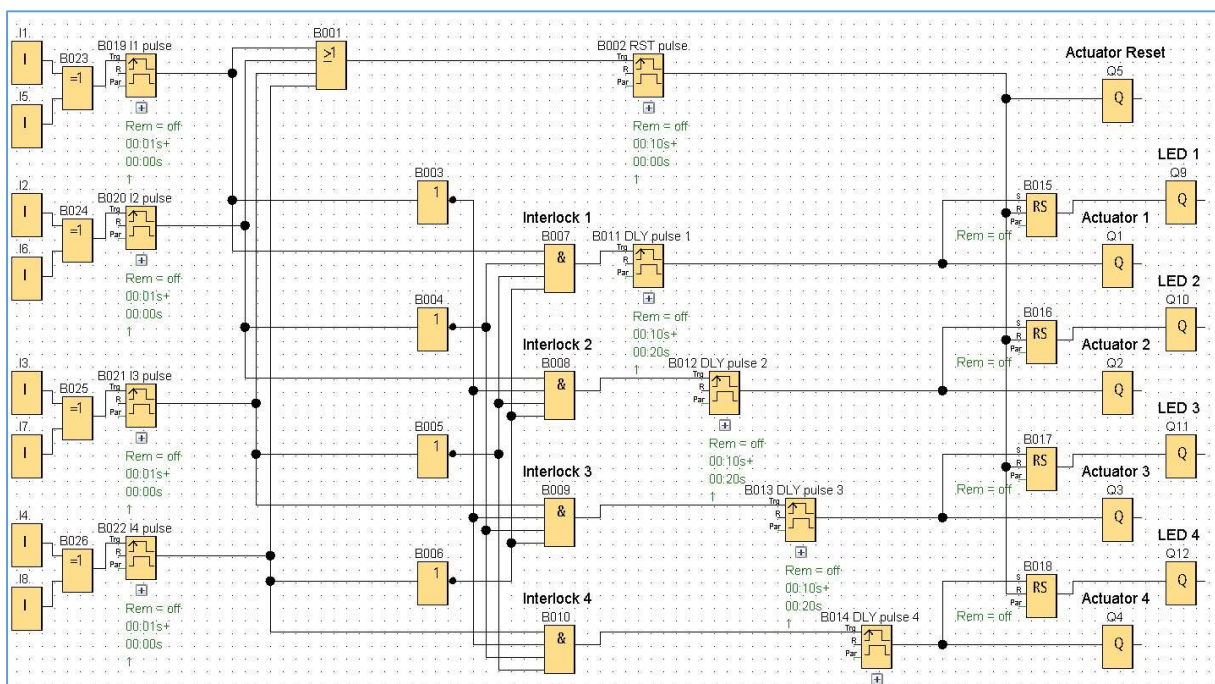 B001
I1 B019 I1 pulse B002 RST pulse Actuator Reset
B023 ≥1 Q5
I Trg R Par Trg R Par Q
=1
I5
I
Rem = off Rem = off
00:01s+ 00:10s+
00:00s 00:00s
↑ ↑
LED 1
B003 B015 Q9
I2 B020 I2 pulse 1 S R Par RS Q
B024 Interlock 1 Actuator 1
I Trg R Par B007 B011 DLY pulse 1 Rem = off Q1
=1 & Trg R Par Q
I6
I
LED 2
Rem = off Rem = off
00:01s+ B004 00:10s+ B016 Q10
00:00s 1 00:20s S R Par RS Q
↑ ↑
Interlock 2 Actuator 2
I3 B021 I3 pulse B008 B012 DLY pulse 2 Rem = off Q2
B025 & Trg R Par Q
I Trg R Par
=1
LED 3
I7 B005 B017 Q11
I 1 S R Par RS Q
Rem = off Rem = off
00:01s+ 00:10s+
00:00s 00:20s
↑ ↑
Interlock 3 Actuator 3
B009 B013 DLY pulse 3 Rem = off Q3
& Trg R Par Q
I4 B022 I4 pulse
B026 LED 4
I Trg R Par B006 B018 Q12
=1 1 S R Par RS Q
I8 Rem = off
I 00:10s+
Rem = off 00:20s
00:01s+ ↑
00:00s
↑
Interlock 4 Actuator 4
B010 B014 DLY pulse 4 Rem = off Q4
& Trg R Par Q